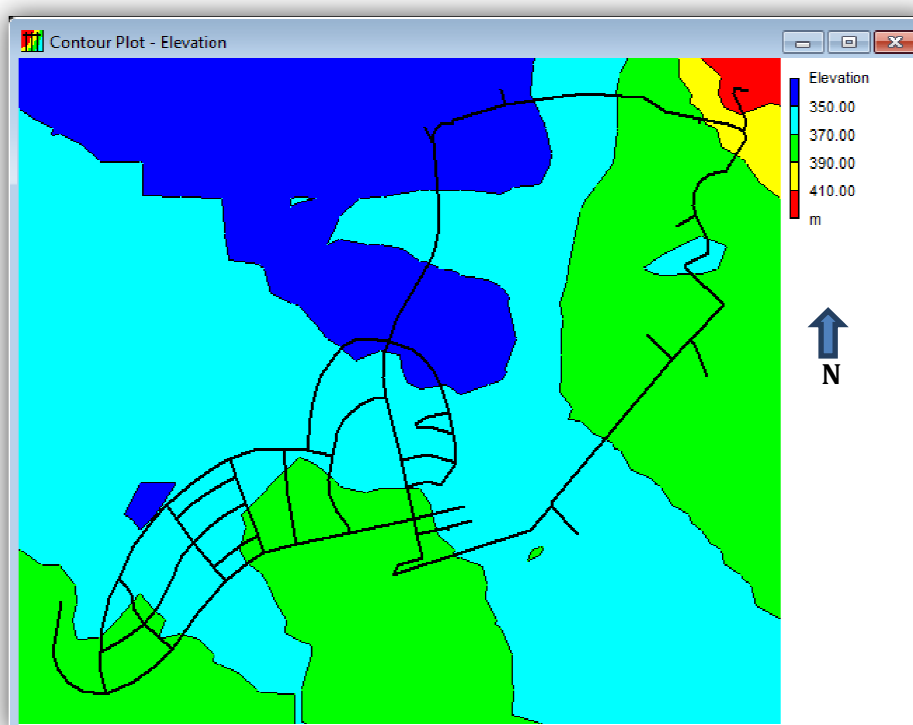 Contour Plot - Elevation
Elevation
350.00
370.00
390.00
410.00
m
N